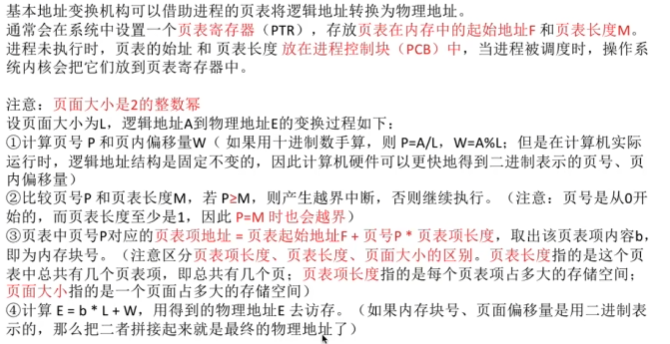 基本地址变换机构可以借助进程的页表将逻辑地址转换为物理地址。
通常会在系统中设置一个页表寄存器（PTR），存放页表在内存中的起始地址F 和页表长度M。
进程未执行时，页表的始址 和 页表长度 放在进程控制块（PCB）中，当进程被调度时，操作系
统内核会把它们放到页表寄存器中。
注意：页面大小是2的整数幂
设页面大小为L，逻辑地址A到物理地址E的变换过程如下：
①计算页号 P 和页内偏移量W（ 如果用十进制数手算，则 P=A/L，W=A%L；但是在计算机实际
运行时，逻辑地址结构是固定不变的，因此计算机硬件可以更快地得到二进制表示的页号、页
内偏移量）
②比较页号P 和页表长度M，若 P≥M，则产生越界中断，否则继续执行。（注意：页号是从0开
始的，而页表长度至少是1，因此 P=M 时也会越界）
③页表中页号P对应的页表项地址 = 页表起始地址F + 页号P * 页表项长度，取出该页表项内容b，
即为内存块号。（注意区分页表项长度、页表长度、页面大小的区别。页表长度指的是这个页
表中总共有几个页表项，即总共有几个页；页表项长度指的是每个页表项占多大的存储空间；
页面大小指的是一个页面占多大的存储空间）
④计算 E = b * L + W，用得到的物理地址E 去访存。（如果内存块号、页面偏移量是用二进制表
示的，那么把二者拼接起来就是最终的物理地址了）